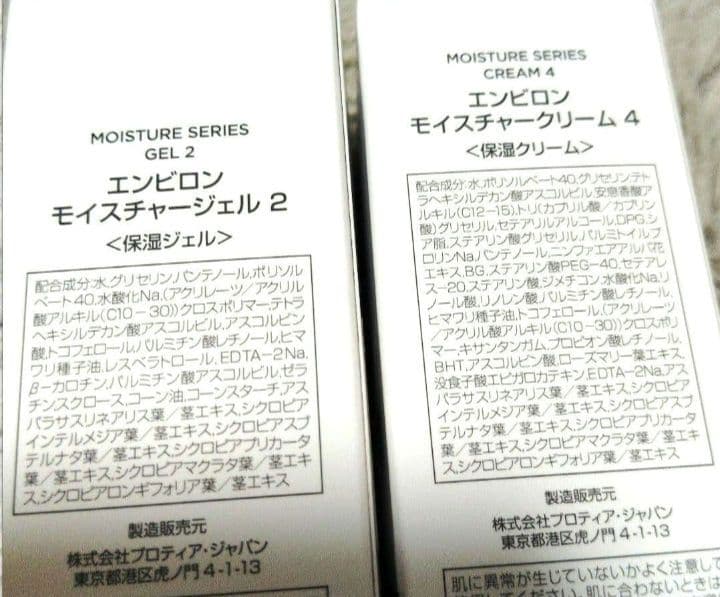 MOISTURE SERIES
GEL 2
エンビロン
モイスチャージェル 2
<保湿ジェル>
配合成分:水,グリセリン,パンテノール,ポリソル
ベート40,水酸化Na,(アクリレーツ/アクリル
酸アルキル(C10-30))クロスポリマー,テトラ
ヘキシルデカン酸アスコルビル,アスコルビン
酸,トコフェロール,パルミチン酸レチノール,ヒマ
ワリ種子油,レスベラトロール,EDTA-2Na,
β-カロチン,パルミチン酸アスコルビル,ゼラ
チン,スクロース,コーン油,コーンスターチ,アス
パラサスリネアリス葉/茎エキス,シクロピア
インテルメジア葉/茎エキス,シクロピアスブ
テルナタ葉/茎エキス,シクロピアプリカータ
葉/茎エキス,シクロピアマクラタ葉/茎エキ
ス,シクロピアロンギフォリア葉/茎エキス
製造販売元
株式会社プロティア・ジャパン
東京都港区虎ノ門 4-1-13
MOISTURE SERIES
CREAM 4
エンビロン
モイスチャークリーム 4
<保湿クリーム>
配合成分:水,ポリソルベート40,グリセリン,テト
ラヘキシルデカン酸アスコルビル,安息香酸ア
ルキル(C12-15),トリ(カプリル酸/カプリン
酸)グリセリル,セテアリルアルコール,DPG,シ
ア脂,ステアリン酸グリセリル,パルミトイルプ
ロリンNa,パンテノール,ニンファエアアルバ花
エキス,BG,ステアリン酸PEG-40,セテアレ
ス-20,ステアリン酸,ジメチコン,水酸化Na,リ
ノール酸,リノレン酸,パルミチン酸レチノール,
ヒマワリ種子油,トコフェロール,(アクリレーツ
/アクリル酸アルキル(C10-30))クロスポリ
マー,キサンタンガム,プロピオン酸レチノール,
BHT,アスコルビン酸,ローズマリー葉エキス,
没食子酸エピガロカテキン,EDTA-2Na,アス
パラサスリネアリス葉/茎エキス,シクロピア
インテルメジア葉/茎エキス,シクロピアスブ
テルナタ葉/茎エキス,シクロピアプリカータ
葉/茎エキス,シクロピアマクラタ葉/茎エキ
ス,シクロピアロンギフォリア葉/茎エキス
製造販売元
株式会社プロティア・ジャパン
東京都港区虎ノ門 4-1-13
肌に異常が生じていないかよく注意して
ください。肌に合わないときは